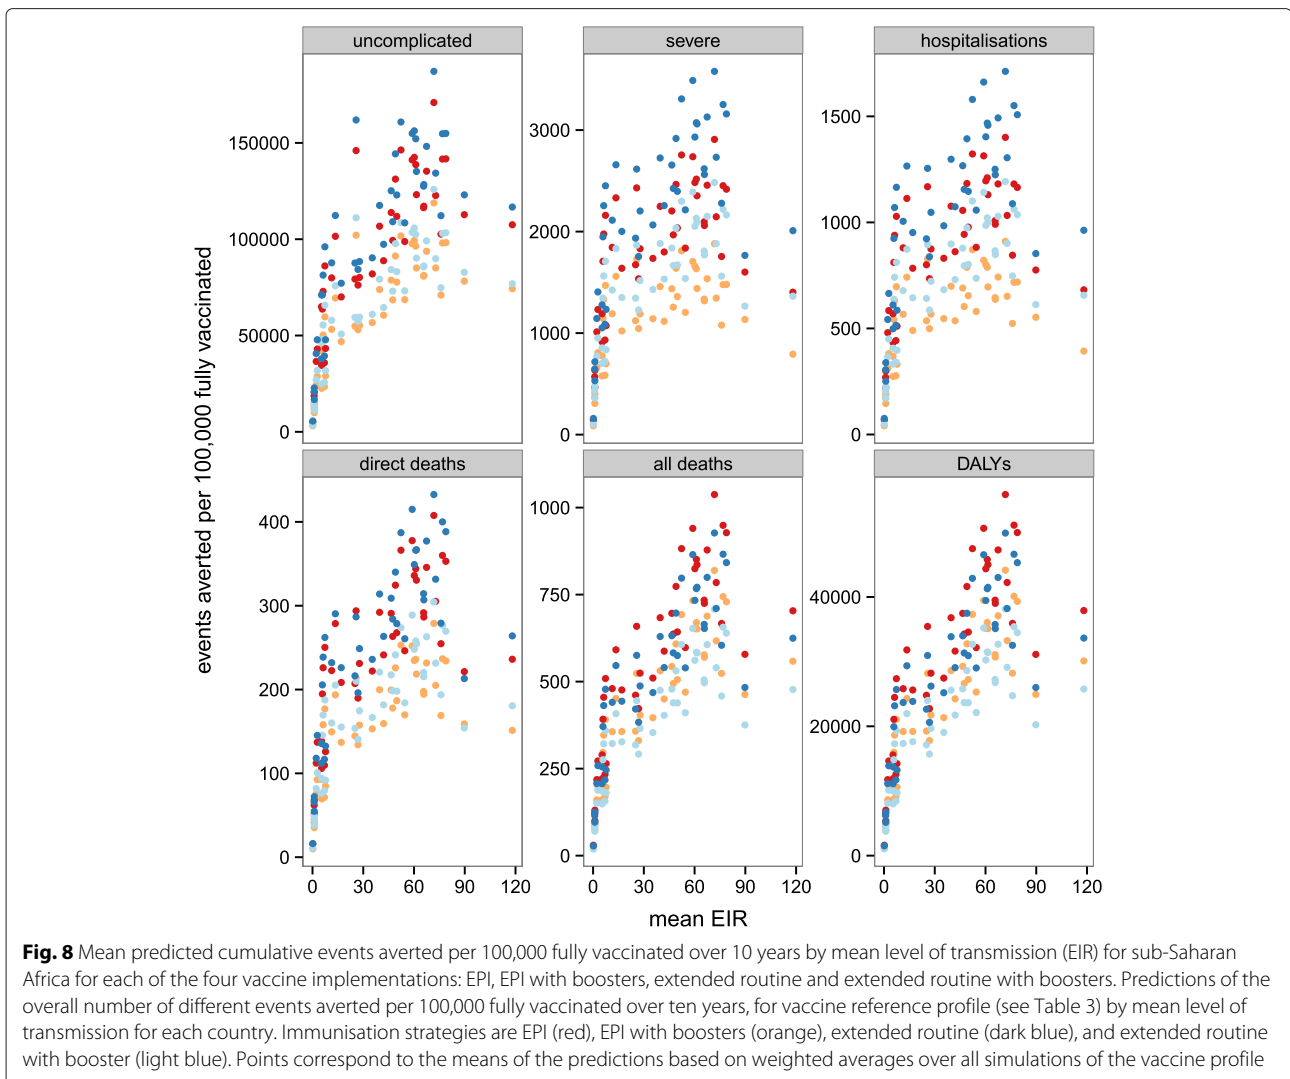 uncomplicated severe hospitalisations
150000 3000 1500
100000 2000 1000
50000 1000 500
0 0 0
events averted per 100,000 fully vaccinated
direct deaths all deaths DALYs
400 1000
300 750 40000
200 500 20000
100 250
0 0 0
0 30 60 90 120 0 30 60 90 120 0 30 60 90 120
mean EIR
Fig. 8 Mean predicted cumulative events averted per 100,000 fully vaccinated over 10 years by mean level of transmission (EIR) for sub-Saharan
Africa for each of the four vaccine implementations: EPI, EPI with boosters, extended routine and extended routine with boosters. Predictions of the
overall number of different events averted per 100,000 fully vaccinated over ten years, for vaccine reference profile (see Table 3) by mean level of
transmission for each country. Immunisation strategies are EPI (red), EPI with boosters (orange), extended routine (dark blue), and extended routine
with booster (light blue). Points correspond to the means of the predictions based on weighted averages over all simulations of the vaccine profile